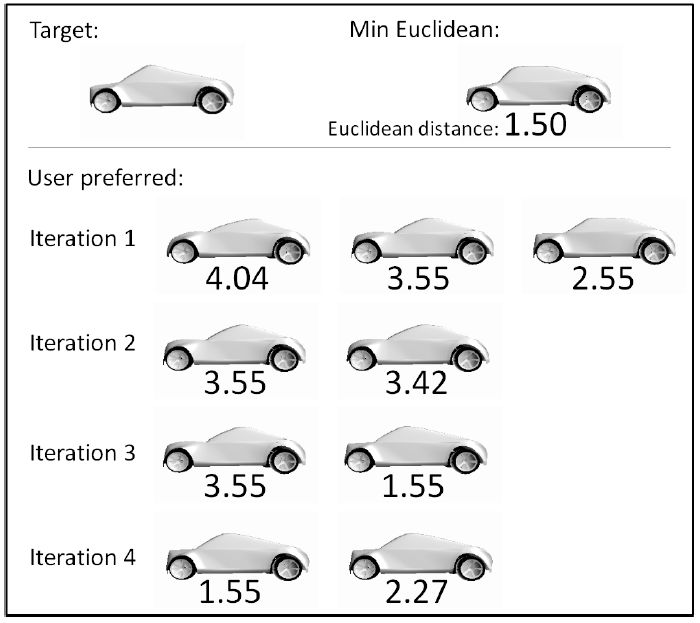 Target:
Min Euclidean:
Euclidean distance: 1.50
User preferred:
Iteration 1
4.04
3.55
2.55
Iteration 2
3.55
3.42
Iteration 3
3.55
1.55
Iteration 4
1.55
2.27